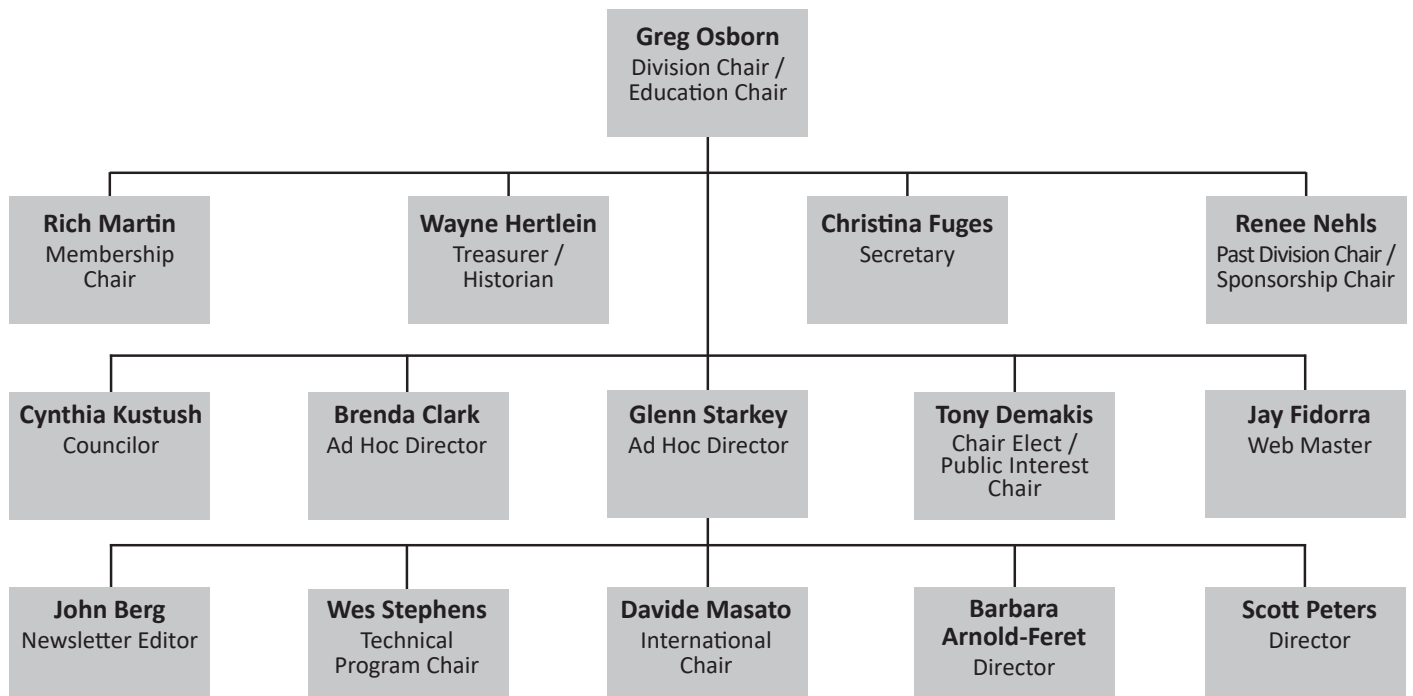 Greg Osborn
Division Chair /
Education Chair
Rich Martin
Membership
Chair
Wayne Hertlein
Treasurer /
Historian
Christina Fuges
Secretary
Renee Nehls
Past Division Chair /
Sponsorship Chair
Cynthia Kustush
Councilor
Brenda Clark
Ad Hoc Director
Glenn Starkey
Ad Hoc Director
Tony Demakis
Chair Elect /
Public Interest
Chair
Jay Fidorra
Web Master
John Berg
Newsletter Editor
Wes Stephens
Technical
Program Chair
Davide Masato
International
Chair
Barbara
Arnold-Feret
Director
Scott Peters
Director